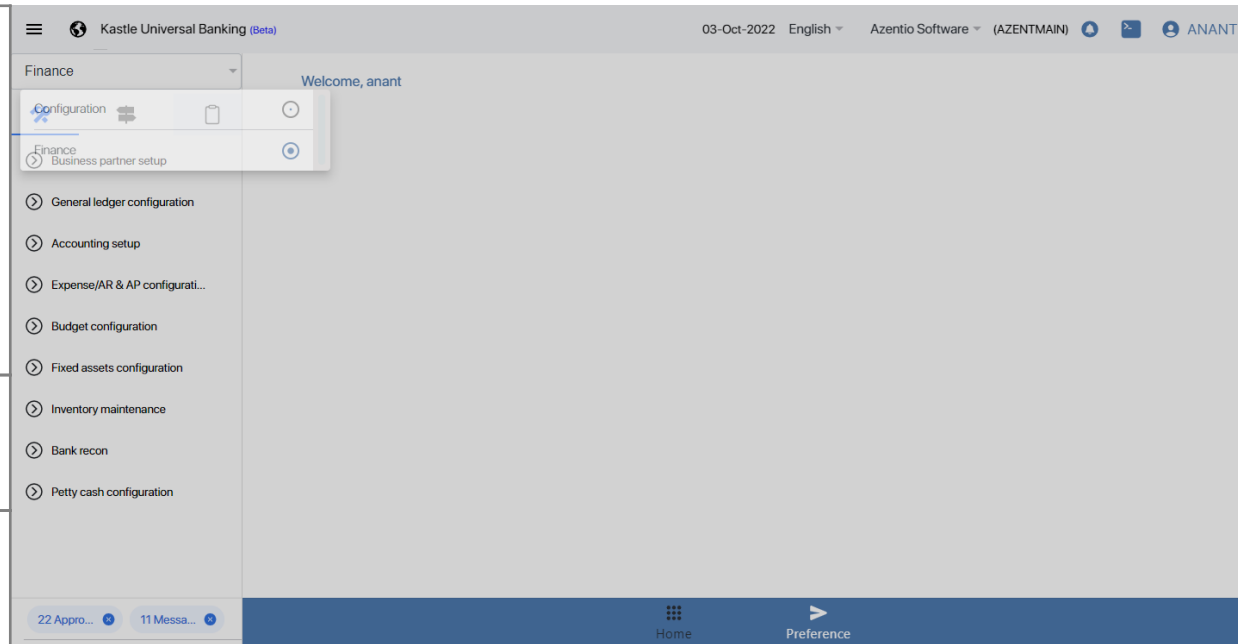 Kastle Universal Banking (Beta)
03-Oct-2022 English Azentio Software (AZENTMAIN) ANANT
Finance
Welcome, anant
Configuration
Finance
Business partner setup
General ledger configuration
Accounting setup
Expense/AR & AP configurati...
Budget configuration
Fixed assets configuration
Inventory maintenance
Bank recon
Petty cash configuration
22 Appro... 11 Messa...
Home Preference